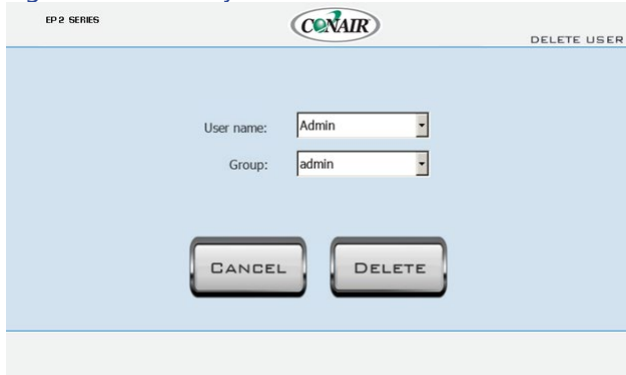 EP2 SERIES
CONAIR
DELETE USER
User name: Admin
Group: admin
CANCEL DELETE